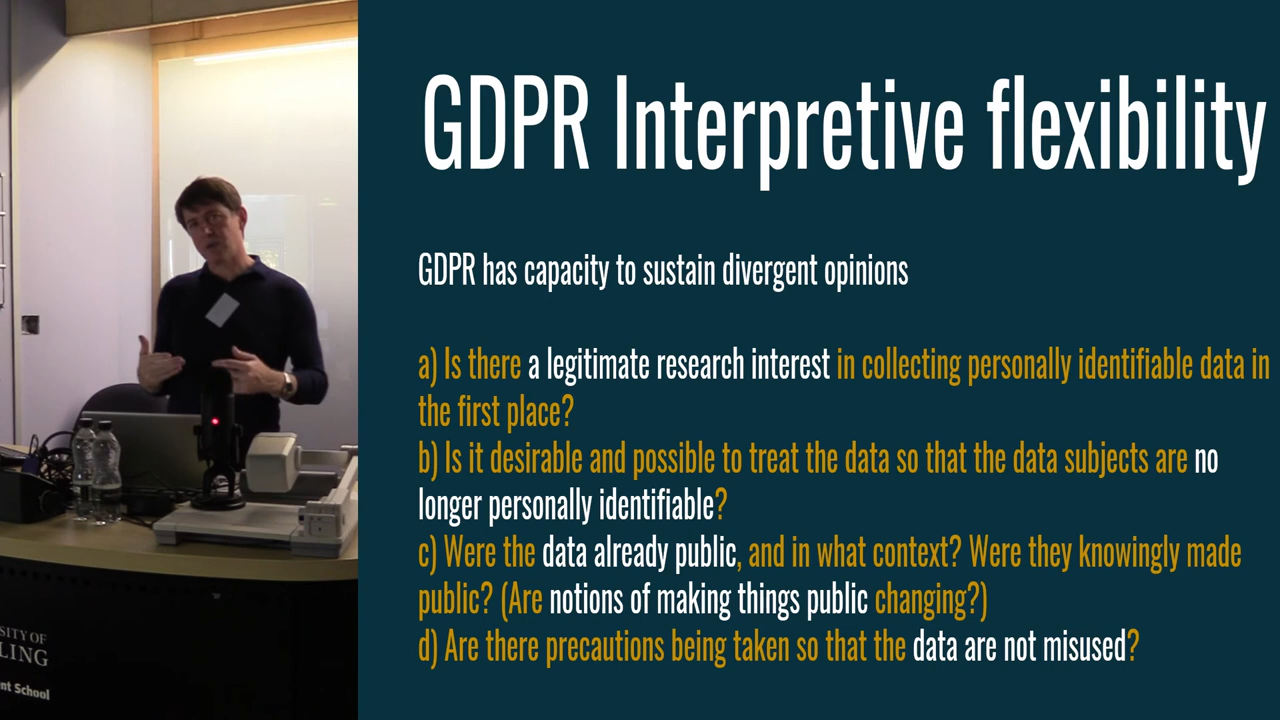 GDPR Interpretive flexibility
GDPR has capacity to sustain divergent opinions
a) Is there a legitimate research interest in collecting personally identifiable data in
the first place?
b) Is it desirable and possible to treat the data so that the data subjects are no
longer personally identifiable?
c) Were the data already public, and in what context? Were they knowingly made
public? (Are notions of making things public changing?)
d) Are there precautions being taken so that the data are not misused?
SITY OF
LING
nt School